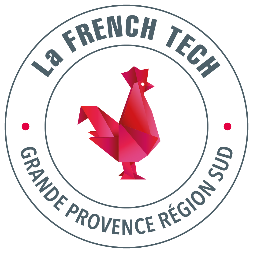 La FRENCH TECH
GRANDE PROVENCE RÉGION SUD